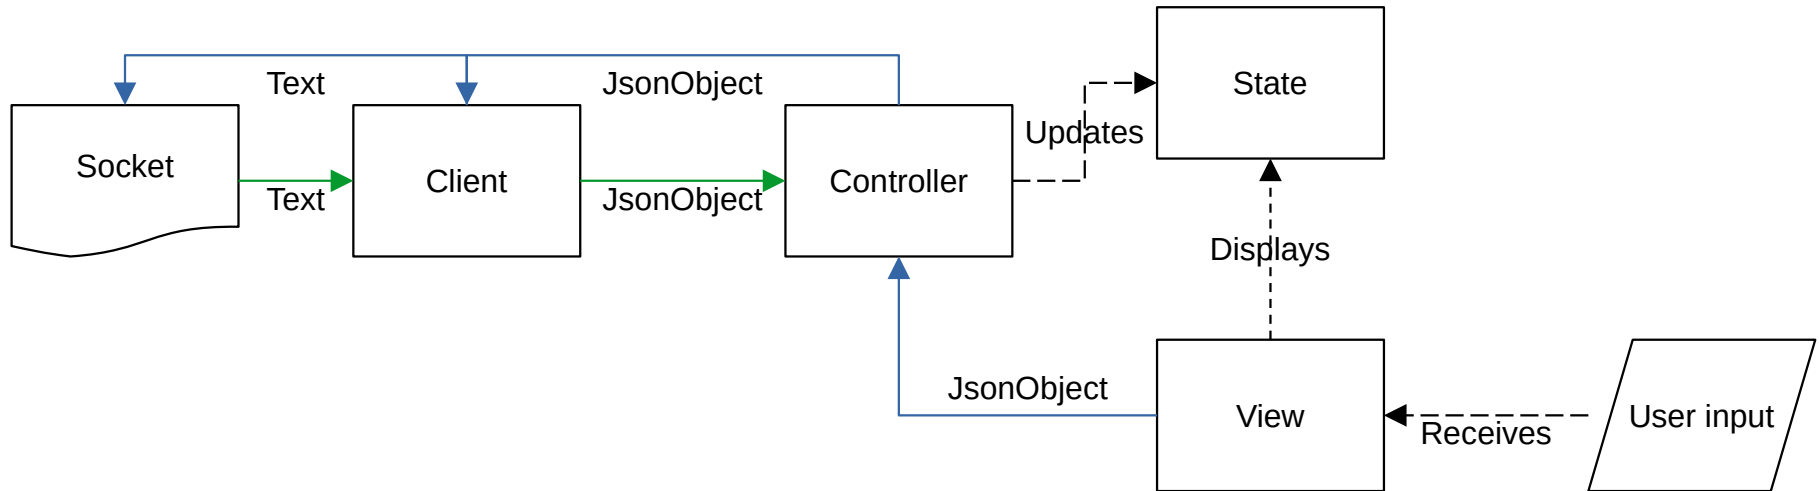 Text
JsonObject
State
Updates
Socket
Client
Controller
Text
JsonObject
Displays
JsonObject
View
User input
Receives